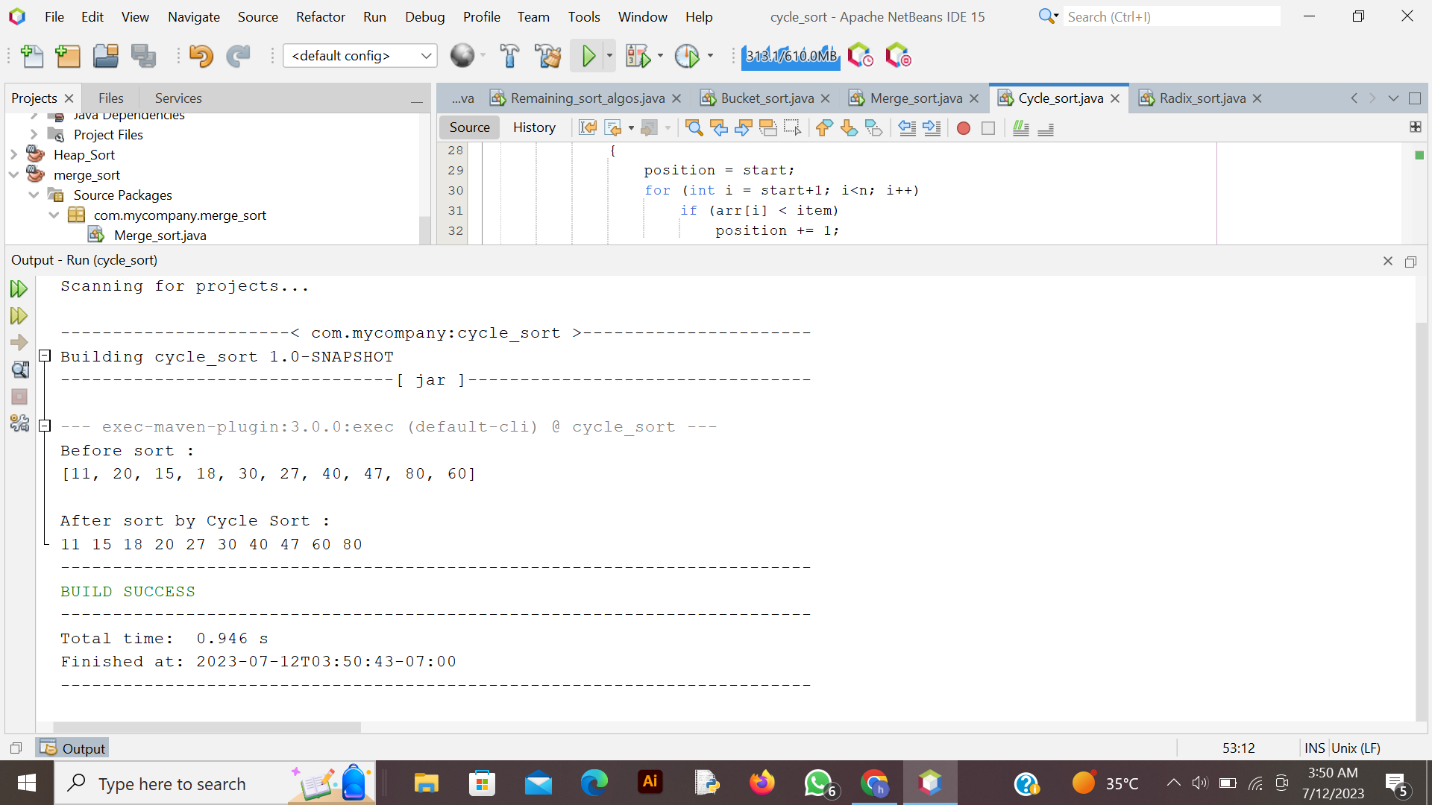 File Edit View Navigate Source Refactor Run Debug Profile Team Tools Window Help cycle_sort - Apache NetBeans IDE 15 Search (Ctrl+I)
<default config> 313.1/610.0MB
Projects Files Services
...va Remaining_sort_algos.java Bucket_sort.java Merge_sort.java Cycle_sort.java Radix_sort.java
Source History
Java Dependencies
Project Files
Heap_Sort
merge_sort
Source Packages
com.mycompany.merge_sort
Merge_sort.java
28 {
29 position = start;
30 for (int i = start+1; i<n; i++)
31 if (arr[i] < item)
32 position += 1;
Output - Run (cycle_sort)
Scanning for projects...
----------------------< com.mycompany:cycle_sort >----------------------
Building cycle_sort 1.0-SNAPSHOT
--------------------------------[ jar ]---------------------------------
--- exec-maven-plugin:3.0.0:exec (default-cli) @ cycle_sort ---
Before sort :
[11, 20, 15, 18, 30, 27, 40, 47, 80, 60]
After sort by Cycle Sort :
11 15 18 20 27 30 40 47 60 80
------------------------------------------------------------------------
BUILD SUCCESS
------------------------------------------------------------------------
Total time:  0.946 s
Finished at: 2023-07-12T03:50:43-07:00
------------------------------------------------------------------------
Output
53:12 INS Unix (LF)
Type here to search
Ai
6
h
35°C
3:50 AM
7/12/2023
5